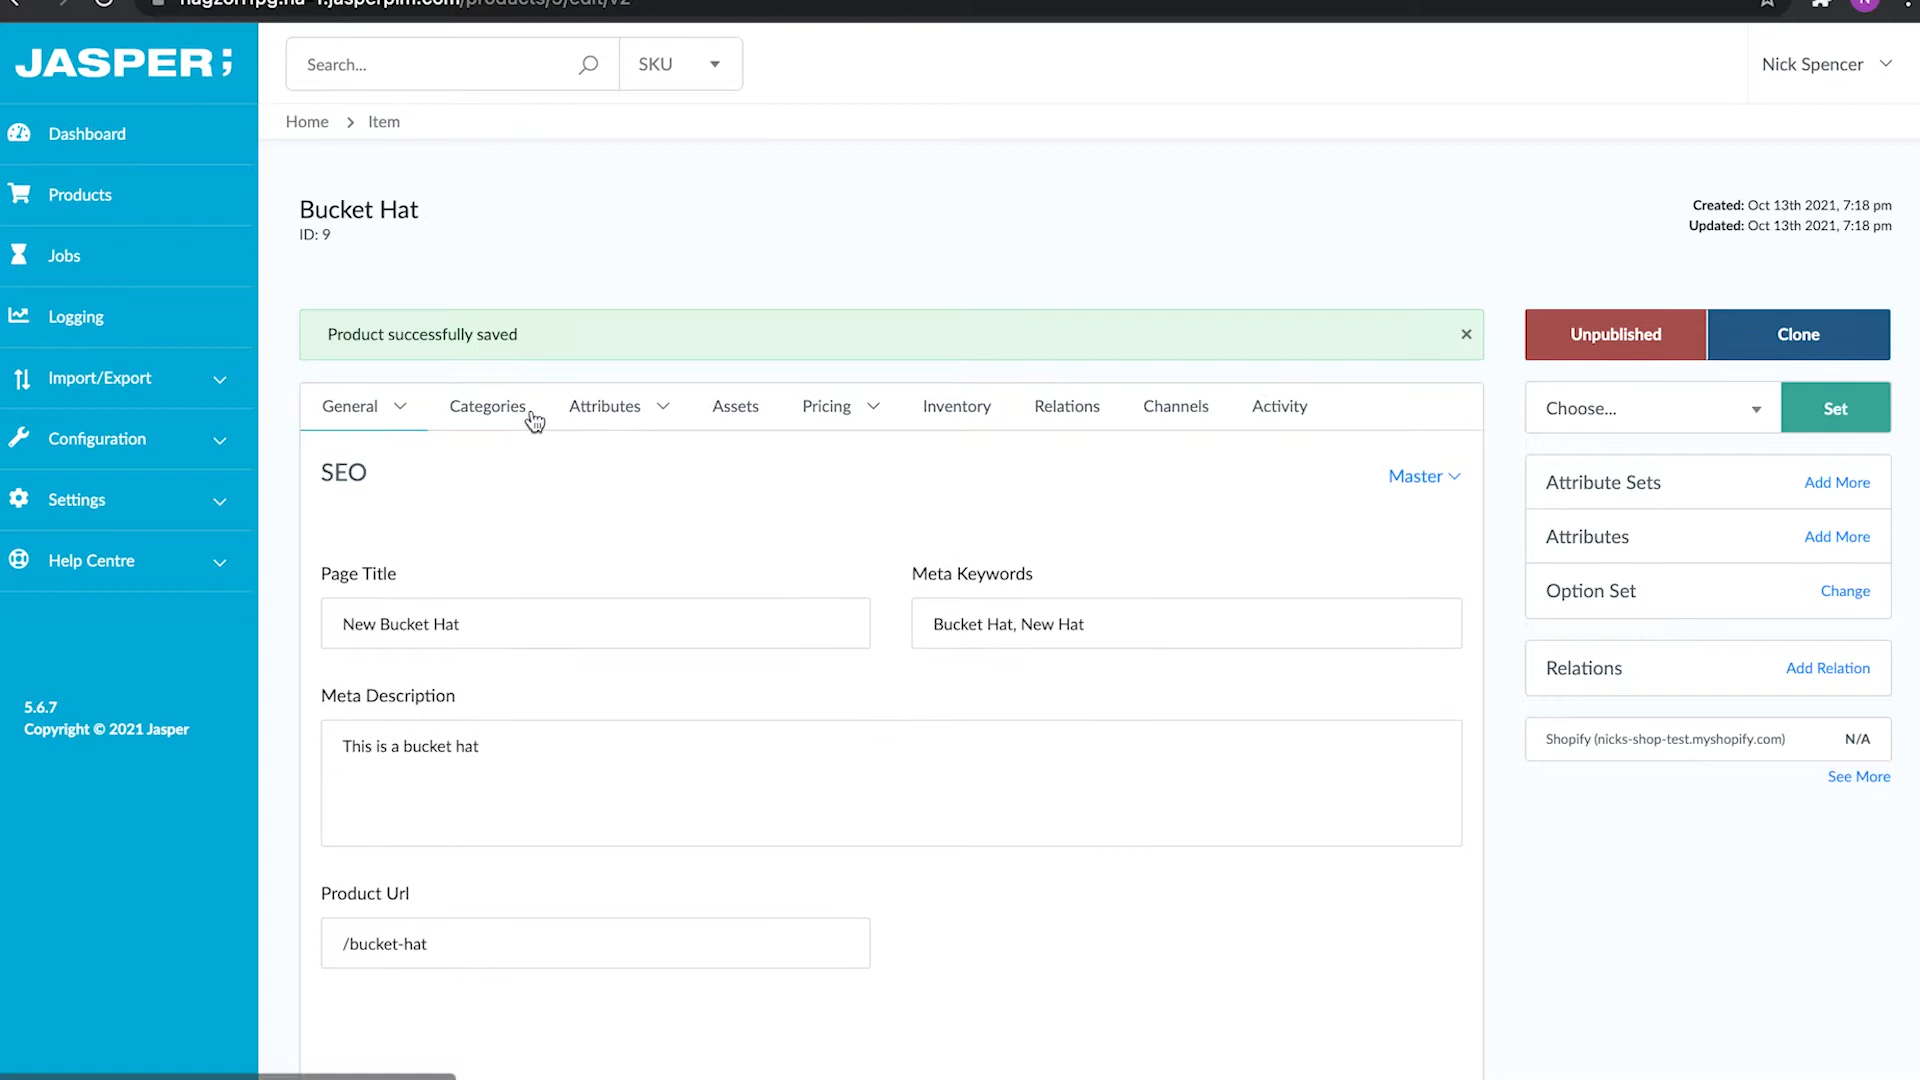 JASPER;
Search...
SKU
Nick Spencer
Home > Item
Dashboard
Products
Jobs
Logging
Import/Export
Configuration
Settings
Help Centre
5.6.7
Copyright © 2021 Jasper
Bucket Hat
ID: 9
Created: Oct 13th 2021, 7:18 pm
Updated: Oct 13th 2021, 7:18 pm
Product successfully saved
×
Unpublished
Clone
General
Categories
Attributes
Assets
Pricing
Inventory
Relations
Channels
Activity
Choose...
Set
SEO
Master
Page Title
New Bucket Hat
Meta Keywords
Bucket Hat, New Hat
Meta Description
This is a bucket hat
Product Url
/bucket-hat
Attribute Sets
Add More
Attributes
Add More
Option Set
Change
Relations
Add Relation
Shopify (nicks-shop-test.myshopify.com)
N/A
See More